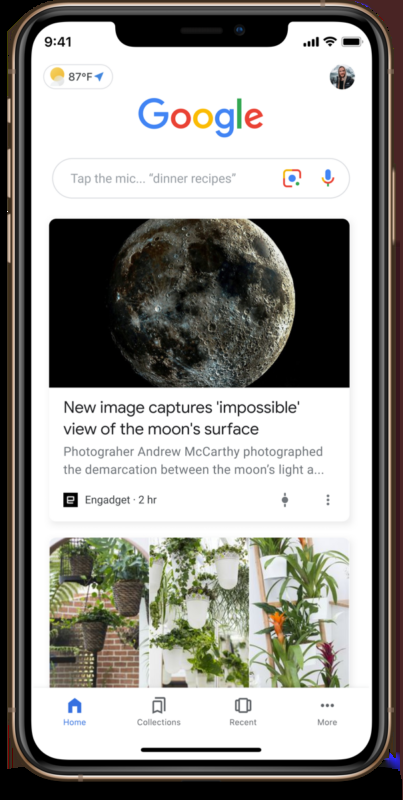 9:41
87°F
Google
Tap the mic... “dinner recipes”
New image captures 'impossible'
view of the moon's surface
Photograher Andrew McCarthy photographed
the demarcation between the moon's light a...
Engadget · 2 hr
Home
Collections
Recent
More